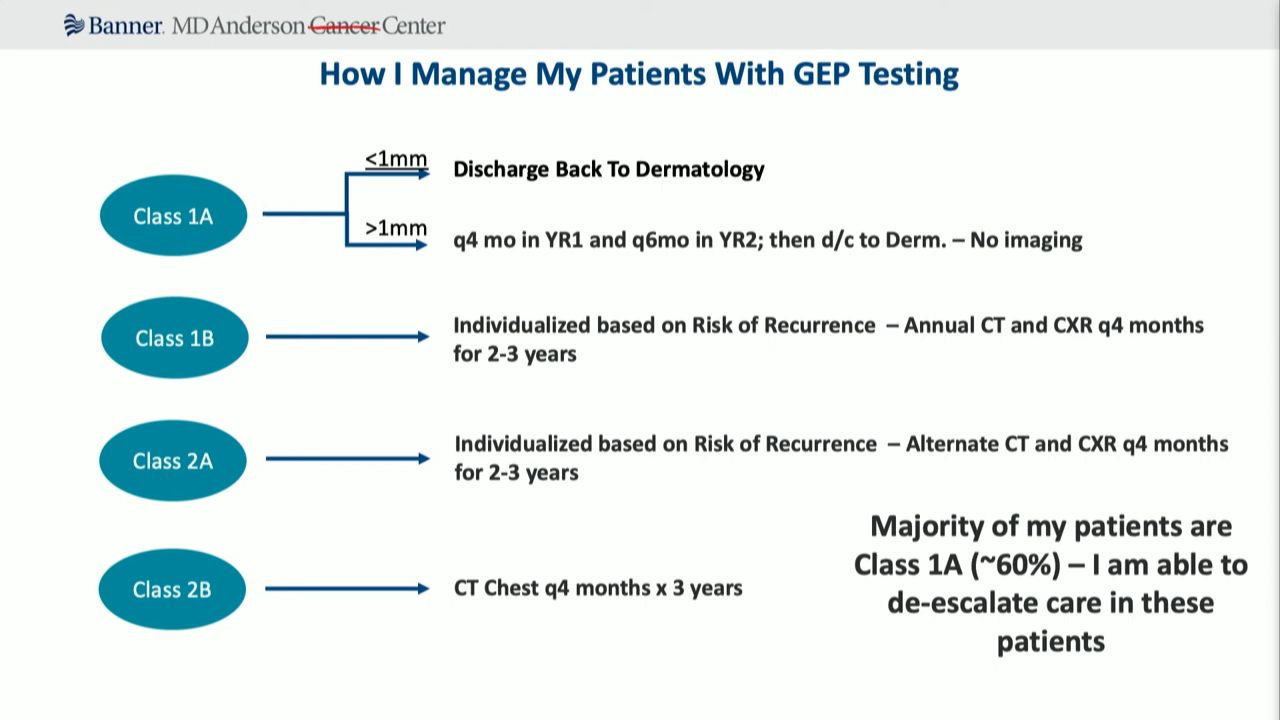 Banner. MD Anderson Cancer Center
How I Manage My Patients With GEP Testing
Class 1A
<1mm
Discharge Back To Dermatology
>1mm
q4 mo in YR1 and q6mo in YR2; then d/c to Derm. – No imaging
Class 1B
Individualized based on Risk of Recurrence – Annual CT and CXR q4 months
for 2-3 years
Class 2A
Individualized based on Risk of Recurrence – Alternate CT and CXR q4 months
for 2-3 years
Class 2B
CT Chest q4 months x 3 years
Majority of my patients are
Class 1A (~60%) – I am able to
de-escalate care in these
patients